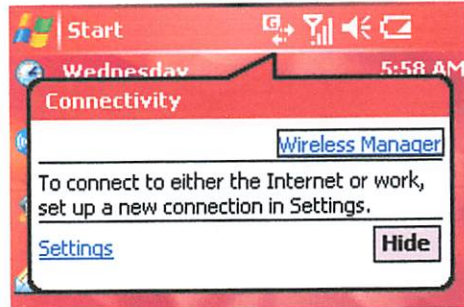 Start
G
Wednesday
5:58 AM
Connectivity
Wireless Manager
To connect to either the Internet or work,
set up a new connection in Settings.
Settings
Hide